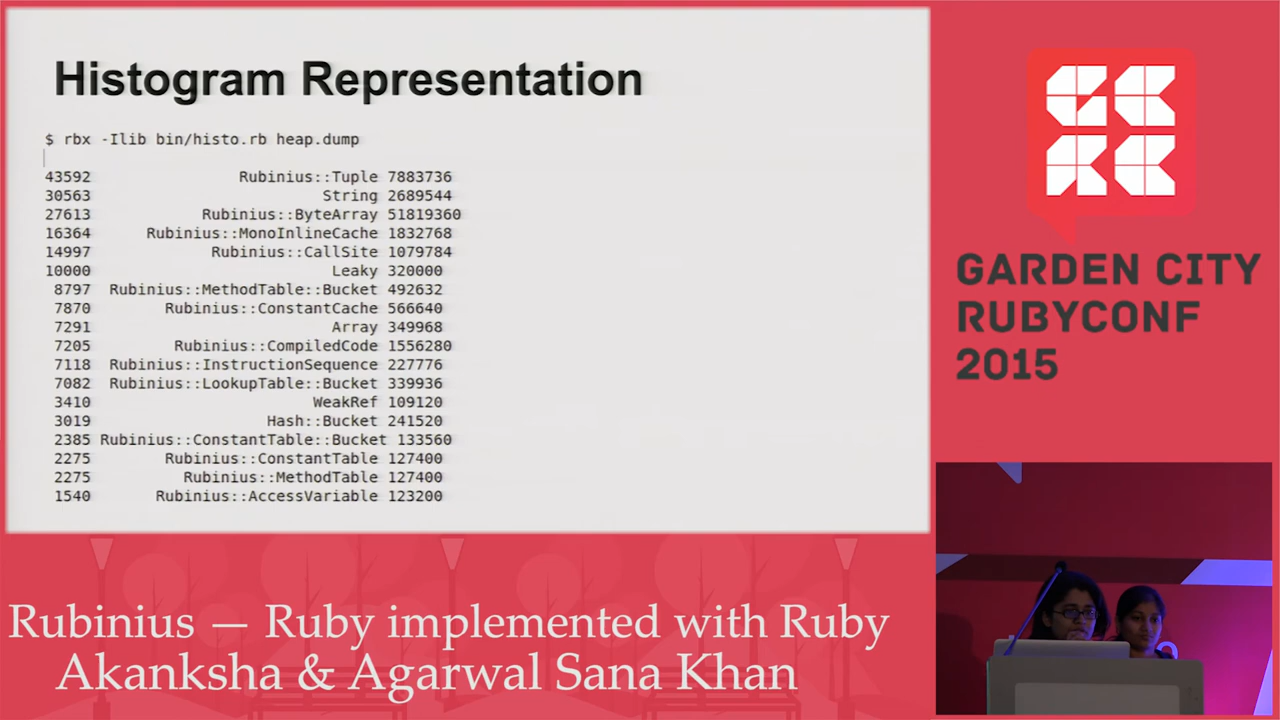 Histogram Representation
$ rbx -Ilib bin/histo.rb heap.dump
43592 Rubinius::Tuple 7883736
30563 String 2689544
27613 Rubinius::ByteArray 51819360
16364 Rubinius::MonoInlineCache 1832768
14997 Rubinius::CallSite 1079784
10000 Leaky 320000
8797 Rubinius::MethodTable::Bucket 492632
7870 Rubinius::ConstantCache 566640
7291 Array 349968
7205 Rubinius::CompiledCode 1556280
7118 Rubinius::InstructionSequence 227776
7082 Rubinius::LookupTable::Bucket 339936
3410 WeakRef 109120
3019 Hash::Bucket 241520
2385 Rubinius::ConstantTable::Bucket 133560
2275 Rubinius::ConstantTable 127400
2275 Rubinius::MethodTable 127400
1540 Rubinius::AccessVariable 123200
GCRC
GARDEN CITY
RUBYCONF
2015
Rubinius — Ruby implemented with Ruby
Akanksha & Agarwal Sana Khan